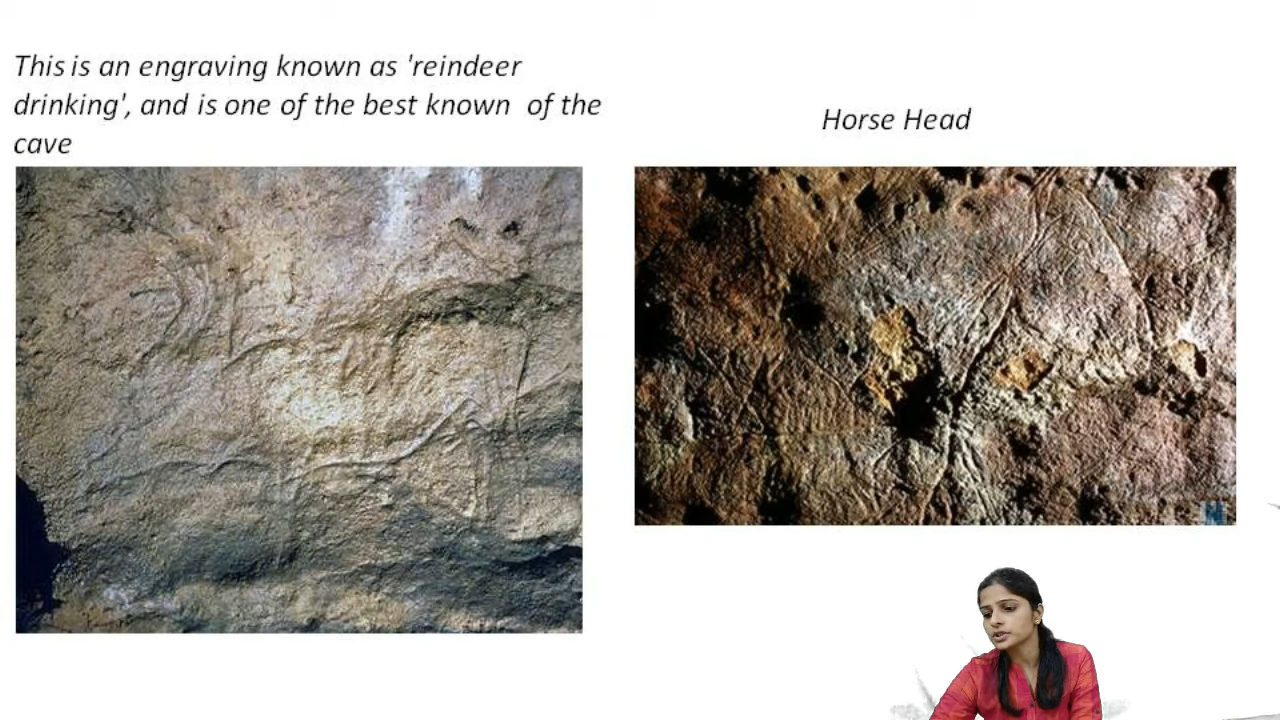 This is an engraving known as 'reindeer
drinking', and is one of the best known of the
cave
Horse Head